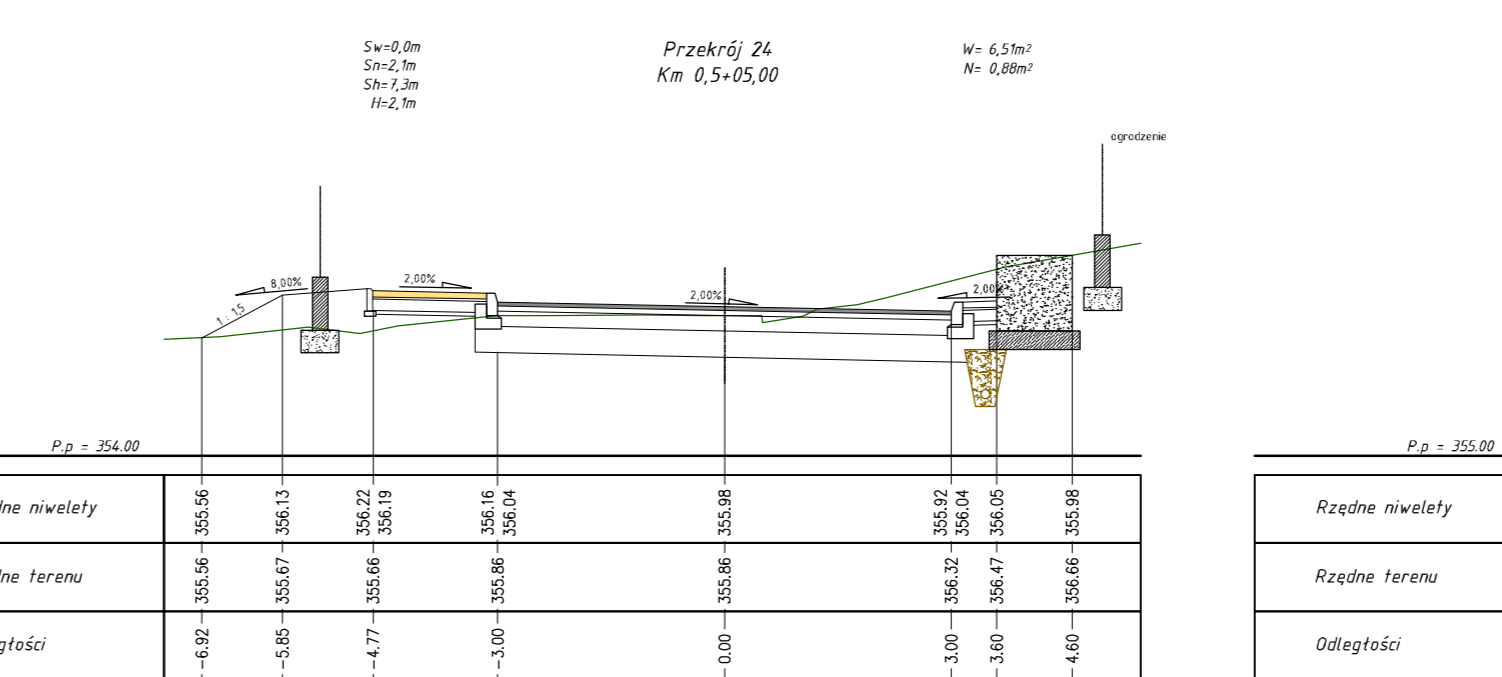 Sw=0,0m
Sn=2,1m
Sh=7,3m
H=2,1m
Przekrój 24
Km 0,5+05,00
W= 6,51m²
N= 0,88m²
ogrodzenie
8,00%
2,00%
2,00%
2,00%
1 : 1,5
P.p = 354.00
P.p = 355.00
dne niwelety
355.56
356.13
356.22
356.19
356.16
356.04
355.98
355.92
356.04
356.05
355.98
Rzędne niwelety
dne terenu
355.56
355.67
355.66
355.86
355.86
356.32
356.47
356.66
Rzędne terenu
głości
-6.92
-5.85
-4.77
-3.00
0.00
3.00
3.60
4.60
Odległości